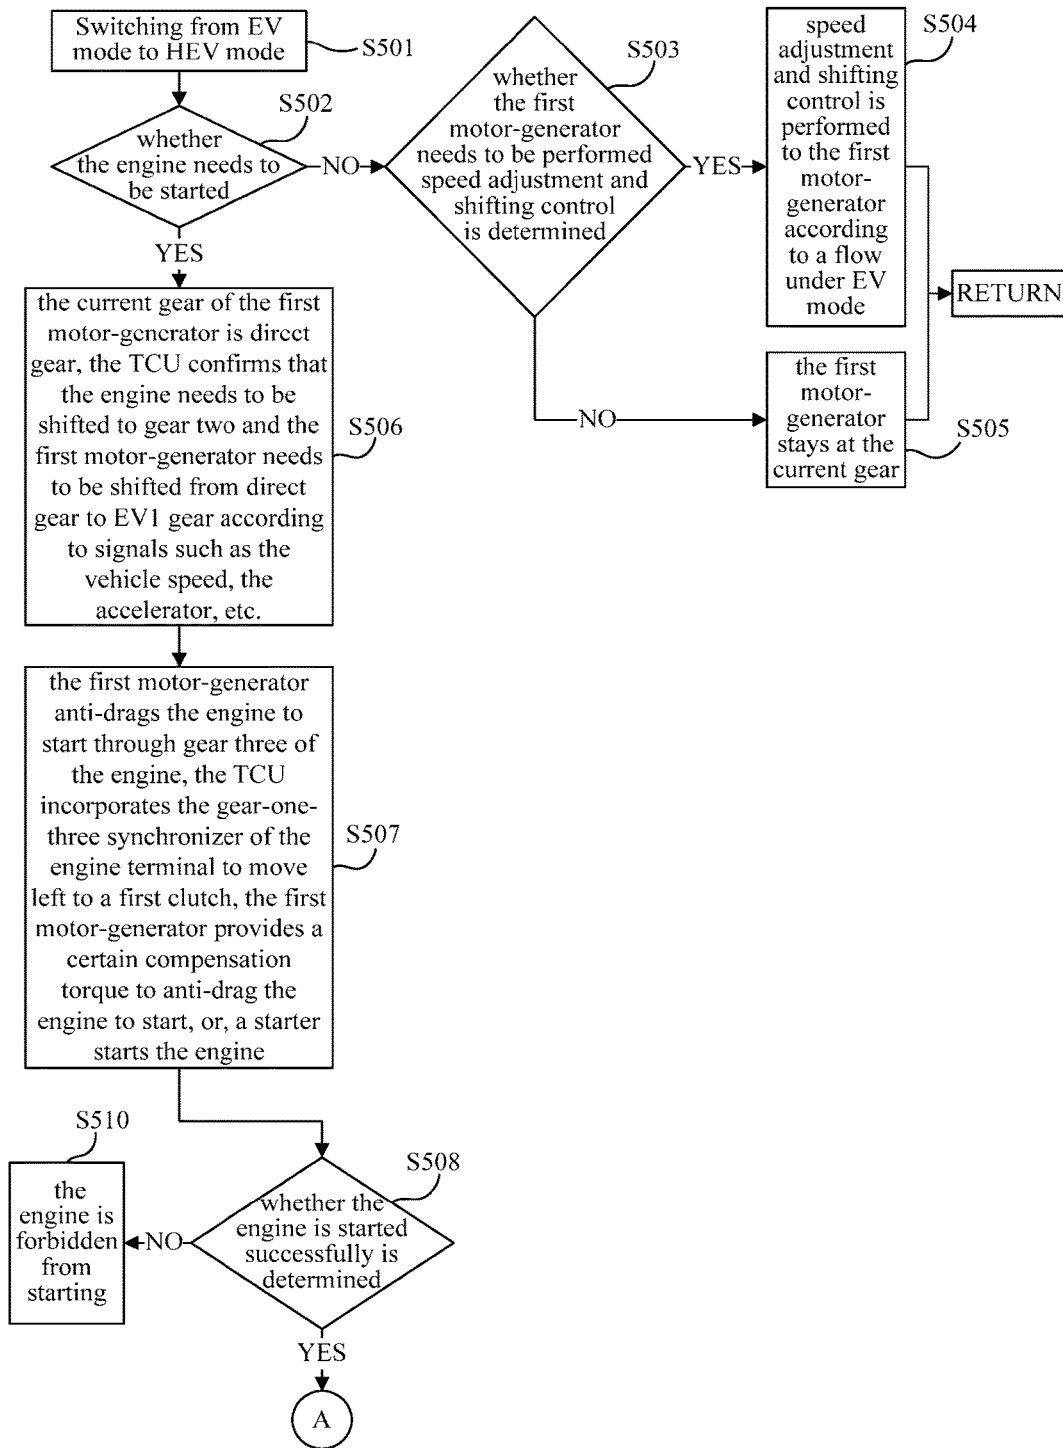 Switching from EV
mode to HEV mode
S501
S502
whether
the engine needs to
be started
NO
YES
S503
whether
the first
motor-generator
needs to be performed
speed adjustment and
shifting control
is determined
YES
NO
speed
adjustment
and shifting
control is
performed
to the first
motor-
generator
according
to a flow
under EV
mode
S504
RETURN
the first
motor-
generator
stays at the
current gear
S505
the current gear of the first
motor-generator is direct
gear, the TCU confirms that
the engine needs to be
shifted to gear two and the
first motor-generator needs
to be shifted from direct
gear to EV1 gear according
to signals such as the
vehicle speed, the
accelerator, etc.
S506
the first motor-generator
anti-drags the engine to
start through gear three of
the engine, the TCU
incorporates the gear-one-
three synchronizer of the
engine terminal to move
left to a first clutch, the first
motor-generator provides a
certain compensation
torque to anti-drag the
engine to start, or, a starter
starts the engine
S507
S508
whether the
engine is started
successfully is
determined
NO
S510
the
engine is
forbidden
from
starting
YES
A